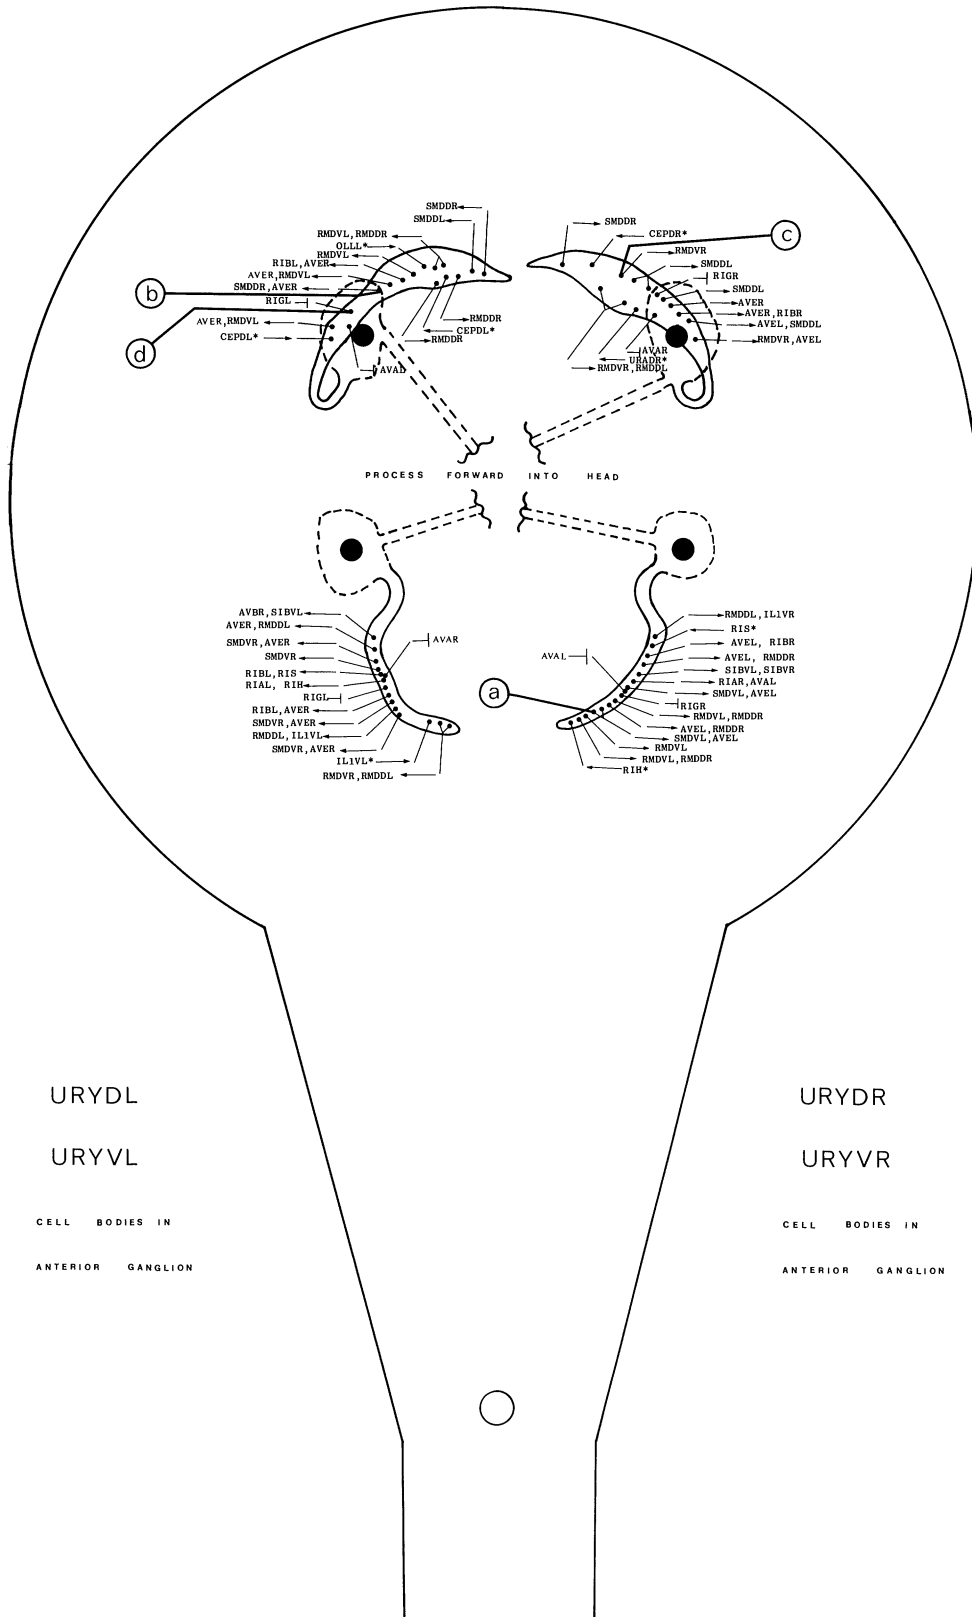 SMDDR
SMDDL
RMDVL,RMDDR
OLLL*
RMDVL
RIBL,AVER
AVER,RMDVL
SMDDR,AVER
b
RIGL
AVER,RMDVL
CEPDL*
d
AVAL
RMDDR
CEPDL*
RMDDR
SMDDR
CEPDR*
c
RMDVR
SMDDL
RIGR
SMDDL
AVER
AVER,RIBR
AVEL,SMDDL
RMDVR,AVEL
AVAR
URADR*
RMDVR,RMDDL
PROCESS FORWARD INTO HEAD
AVBR,SIBVL
AVER,RMDDL
SMDVR,AVER
SMDVR
RIBL,RIS
RIAL, RIH
RIGL
RIBL,AVER
SMDVR,AVER
RMDDL,IL1VL
SMDVR,AVER
IL1VL*
RMDVR,RMDDL
AVAR
AVAL
a
RMDDL,IL1VR
RIS*
AVEL, RIBR
AVEL, RMDDR
SIBVL,SIBVR
RIAR,AVAL
SMDVL,AVEL
RIGR
RMDVL,RMDDR
AVEL,RMDDR
SMDVL,AVEL
RMDVL
RMDVL,RMDDR
RIH*
URYDL
URYVL
CELL BODIES IN
ANTERIOR GANGLION
URYDR
URYVR
CELL BODIES IN
ANTERIOR GANGLION